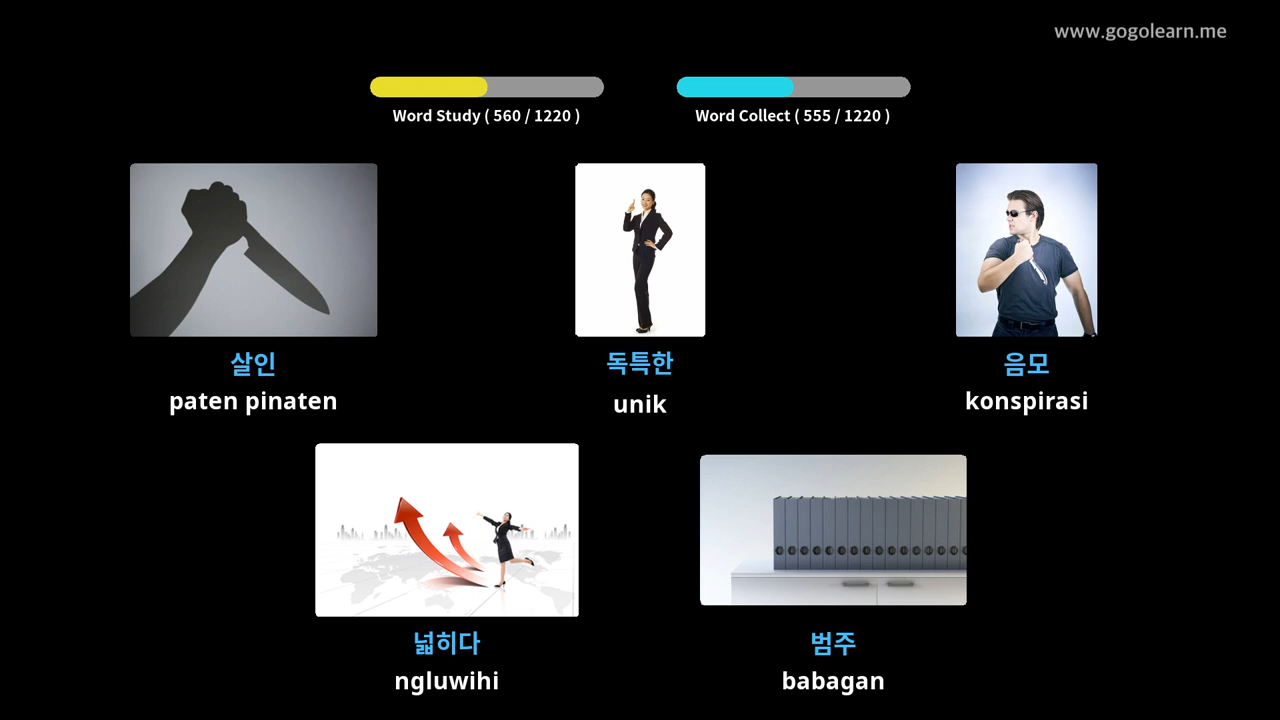 www.gogolearn.me
Word Study ( 560 / 1220 )
Word Collect ( 555 / 1220 )
살인
paten pinaten
독특한
unik
음모
konspirasi
넓히다
ngluwihi
범주
babagan